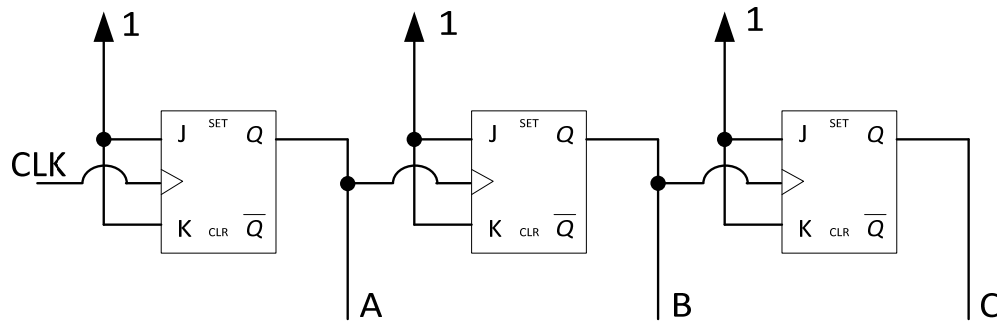 1 1 1
J SET Q J SET Q J SET Q
CLK
K CLR Q̅ K CLR Q̅ K CLR Q̅
A B C